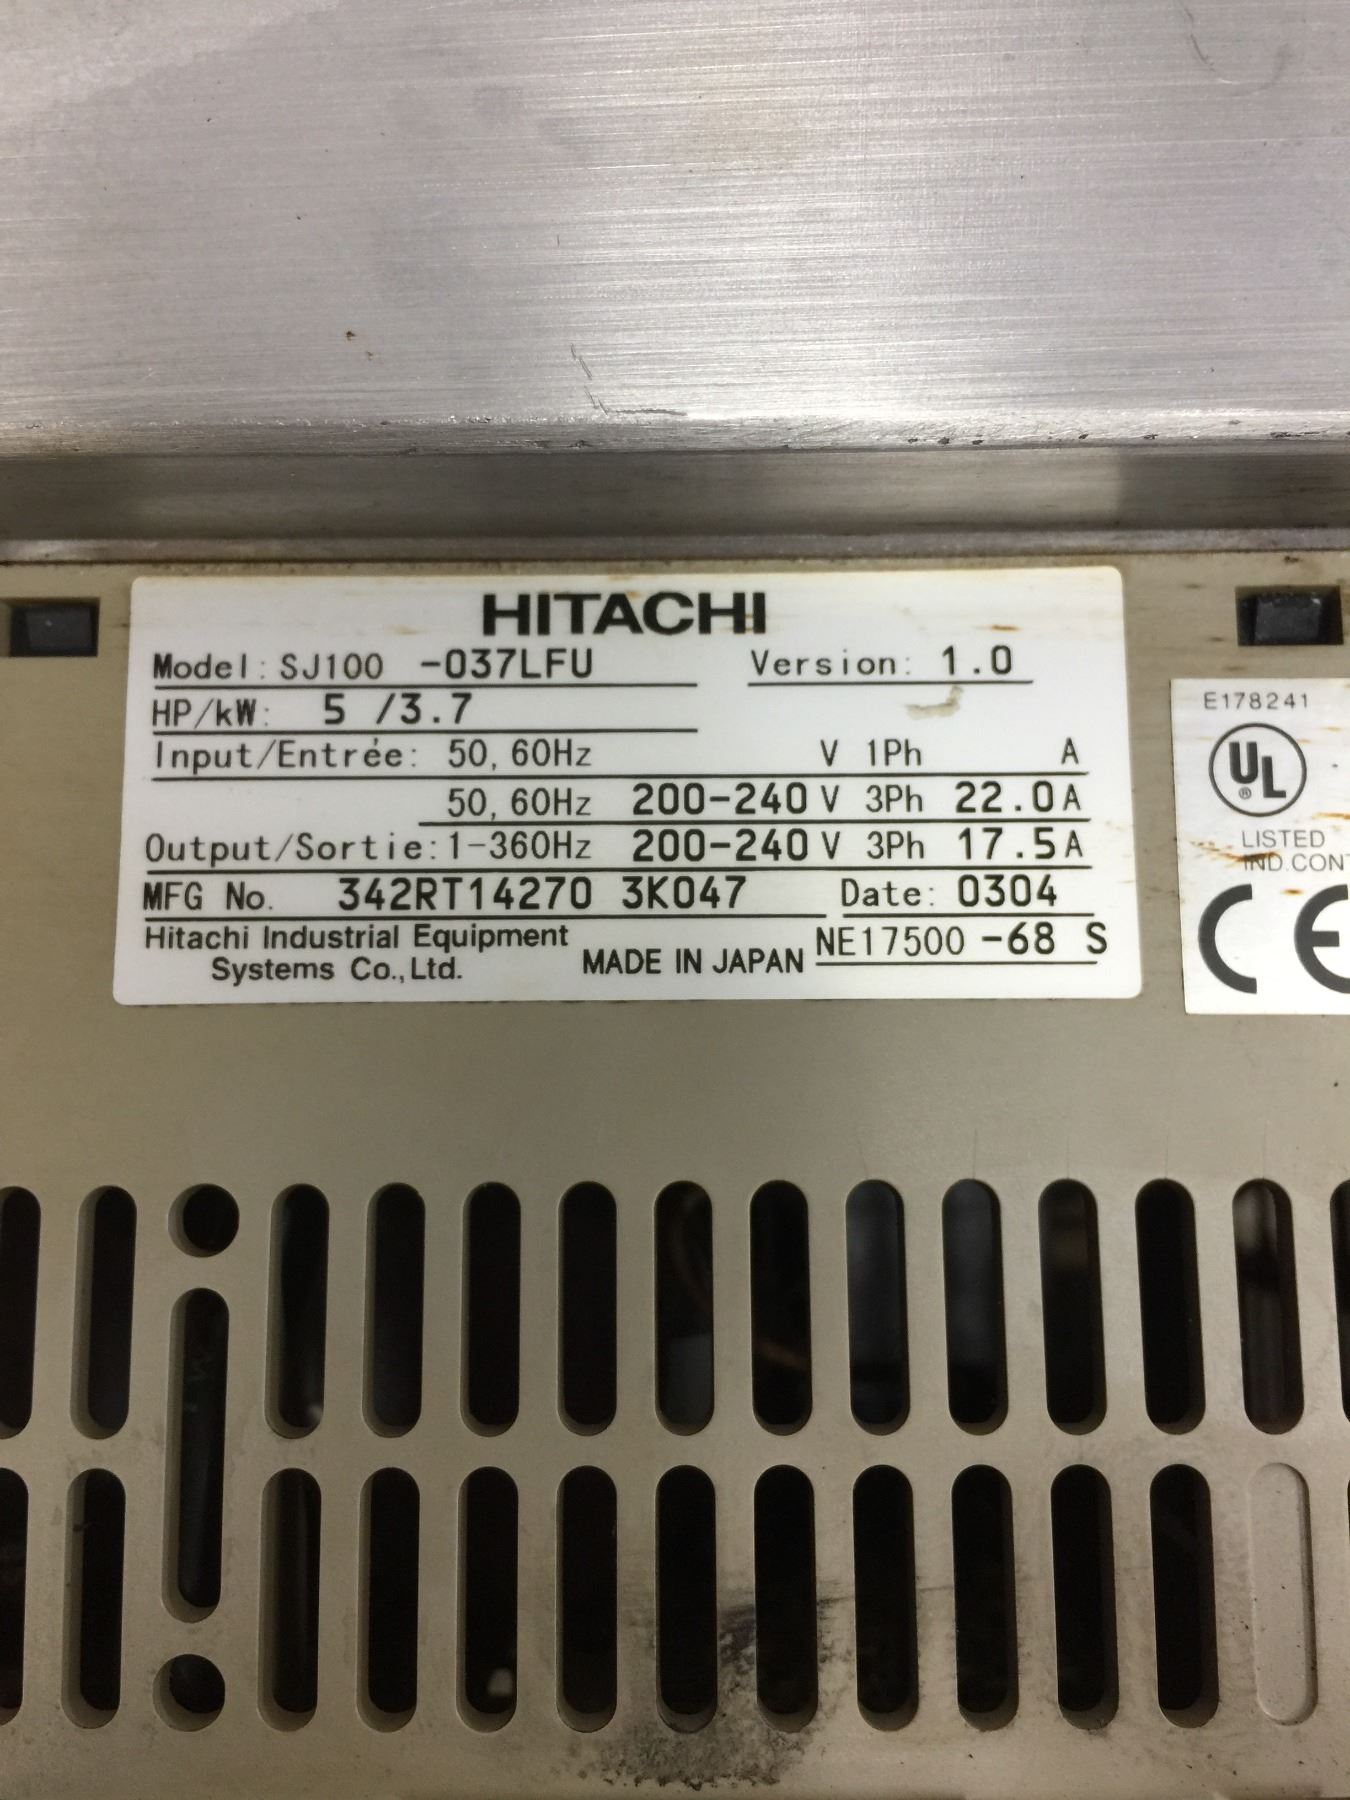 HITACHI
Model: SJ100 -037LFU Version: 1.0
HP/kW: 5 /3.7
Input/Entrée: 50, 60Hz V 1Ph A
50, 60Hz 200-240 V 3Ph 22.0 A
Output/Sortie: 1-360Hz 200-240 V 3Ph 17.5 A
MFG No. 342RT14270 3K047 Date: 0304
Hitachi Industrial Equipment
Systems Co., Ltd. MADE IN JAPAN NE17500 -68 S
E178241
UL
®
LISTED
IND.CONT
CE